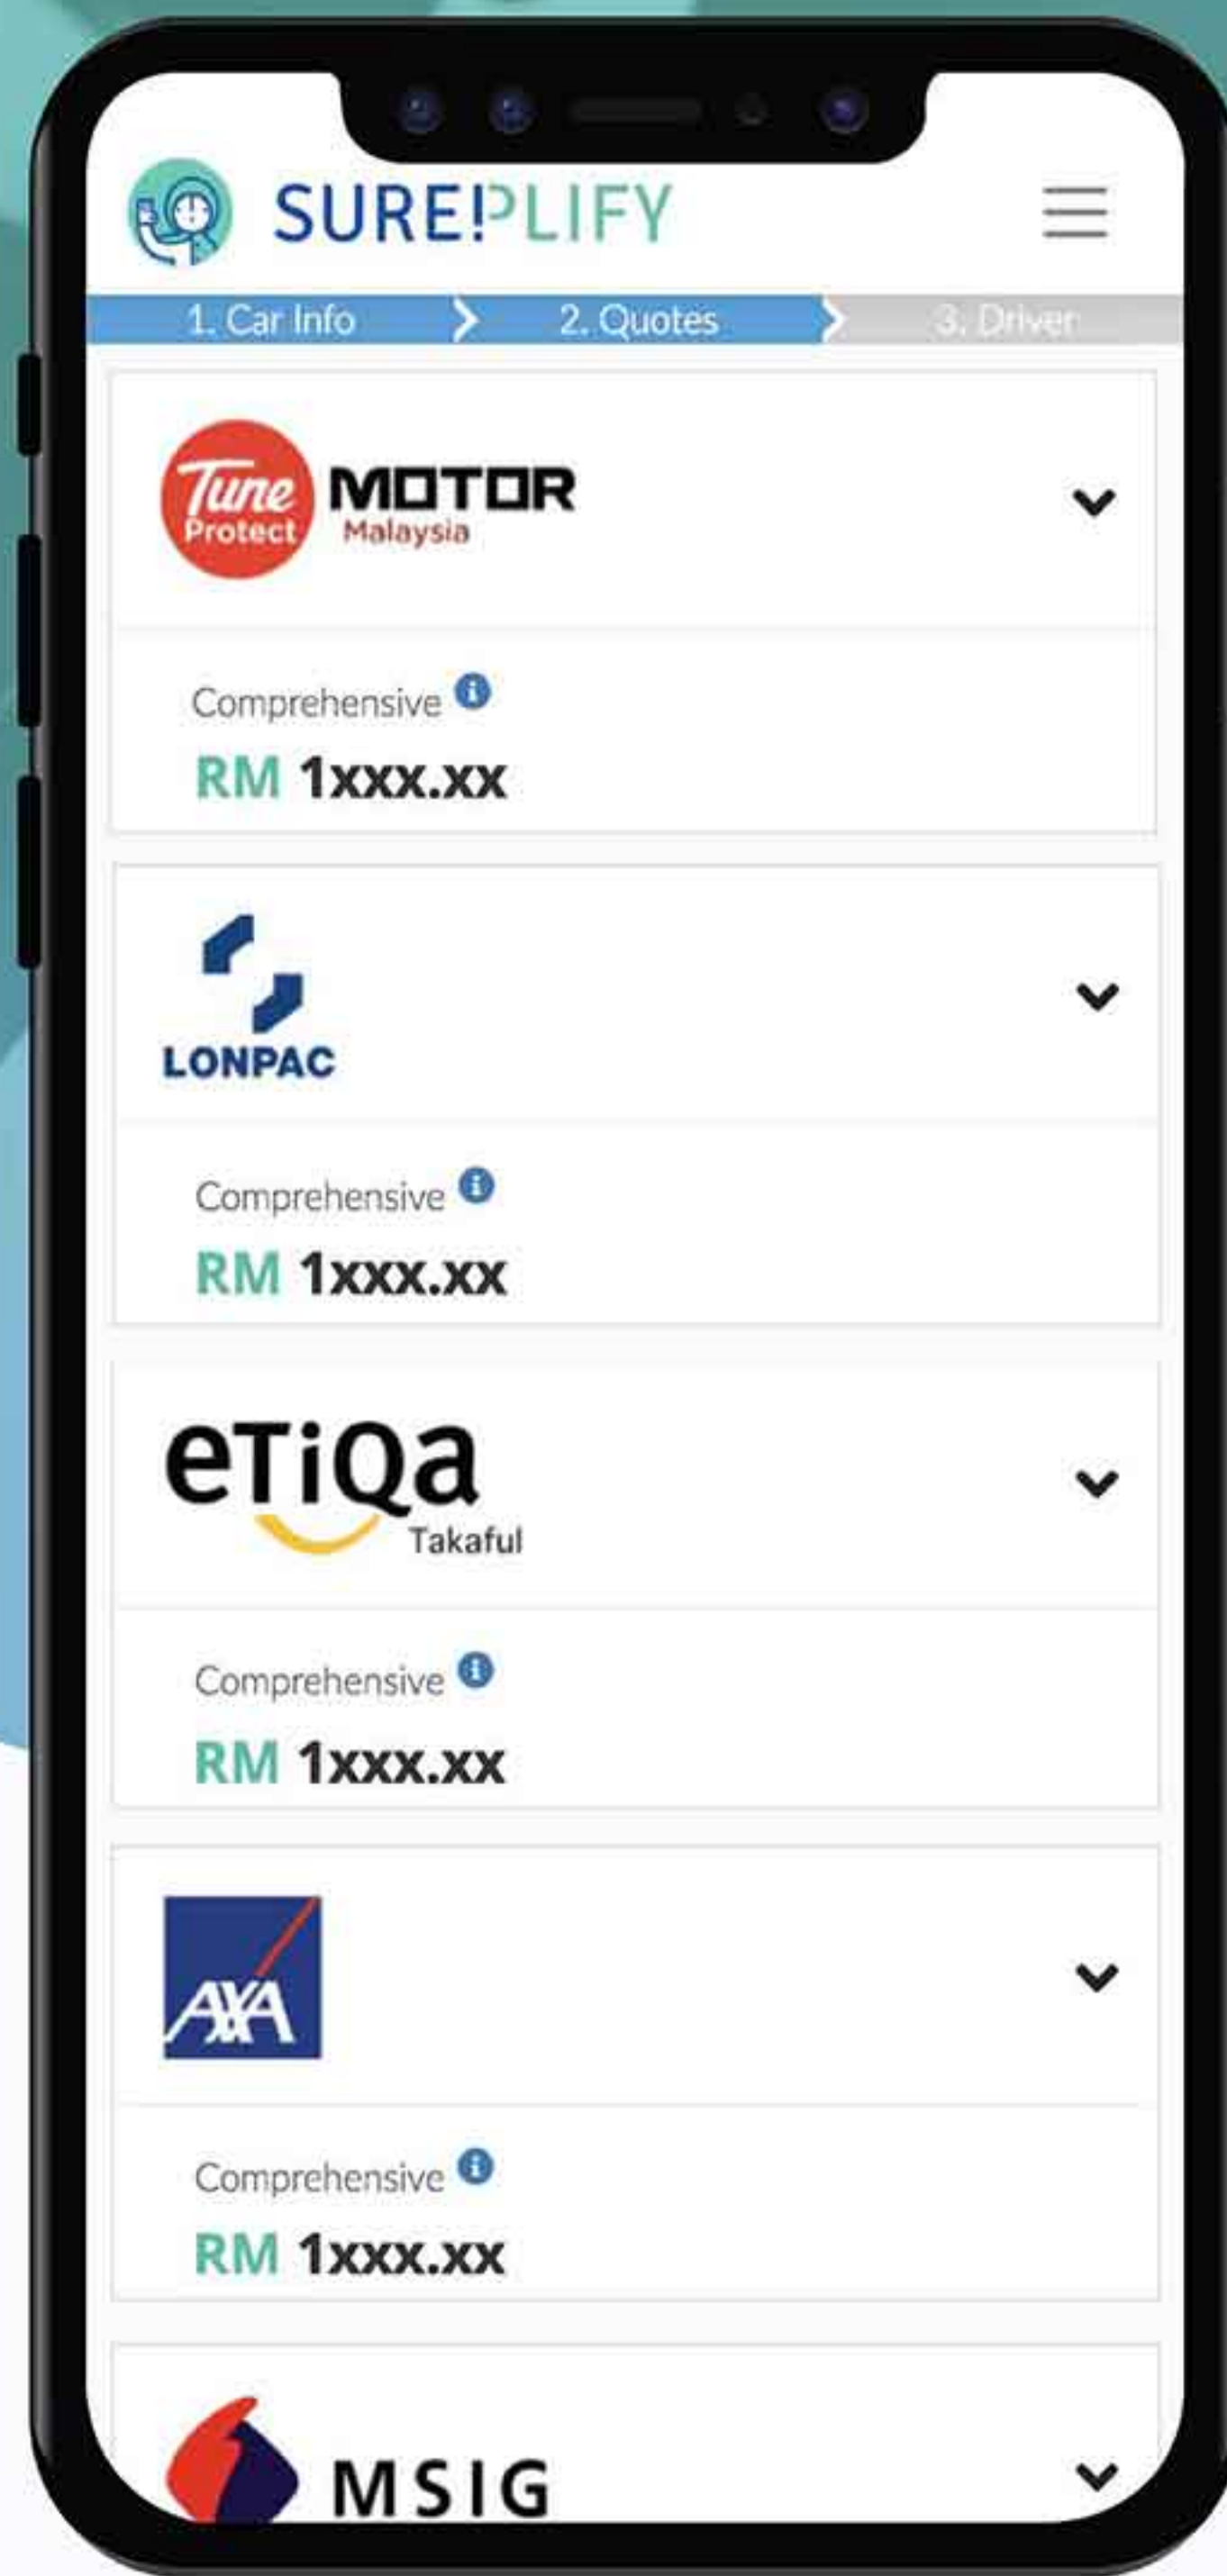 SURE!PLIFY
1. Car Info
2. Quotes
3. Driver
Tune
Protect
MOTOR
Malaysia
Comprehensive
RM 1xxx.xx
LONPAC
Comprehensive
RM 1xxx.xx
eTiQa
Takaful
Comprehensive
RM 1xxx.xx
AXA
Comprehensive
RM 1xxx.xx
MSIG